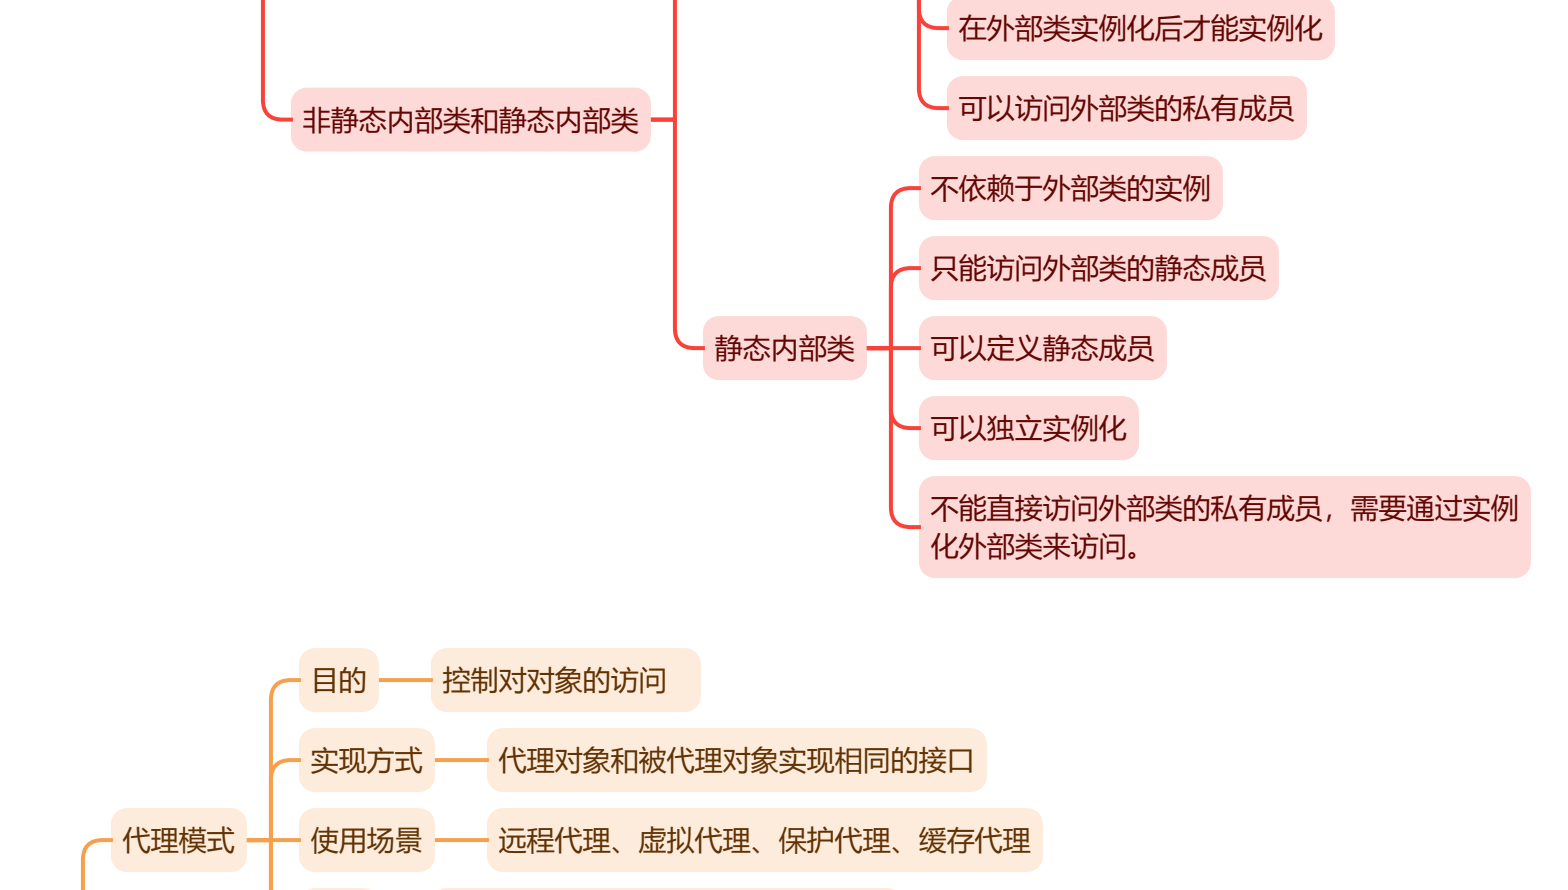 在外部类实例化后才能实例化
可以访问外部类的私有成员
非静态内部类和静态内部类
不依赖于外部类的实例
只能访问外部类的静态成员
静态内部类
可以定义静态成员
可以独立实例化
不能直接访问外部类的私有成员，需要通过实例
化外部类来访问。
目的
控制对对象的访问
实现方式
代理对象和被代理对象实现相同的接口
代理模式
使用场景
远程代理、虚拟代理、保护代理、缓存代理